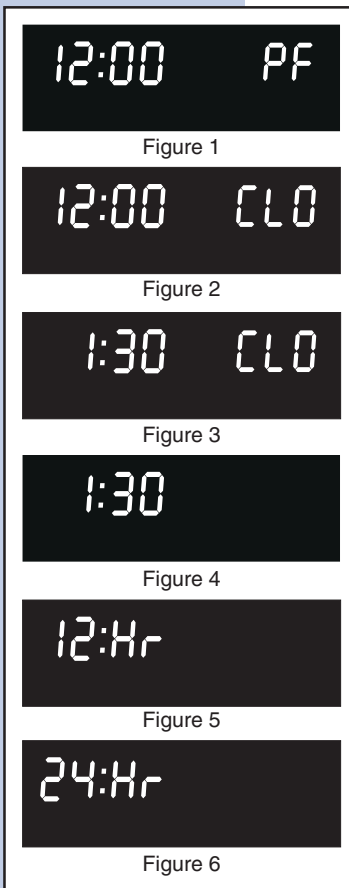 12:00 PF
Figure 1
12:00 CLO
Figure 2
1:30 CLO
Figure 3
1:30
Figure 4
12:Hr
Figure 5
24:Hr
Figure 6